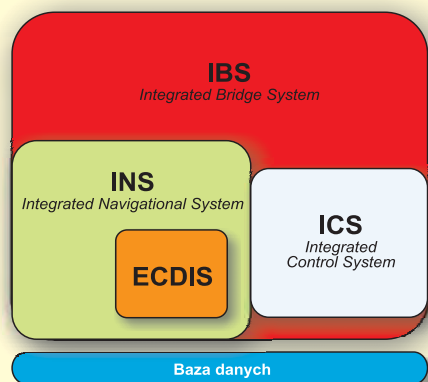 IBS
Integrated Bridge System
INS
Integrated Navigational System
ECDIS
ICS
Integrated
Control System
Baza danych